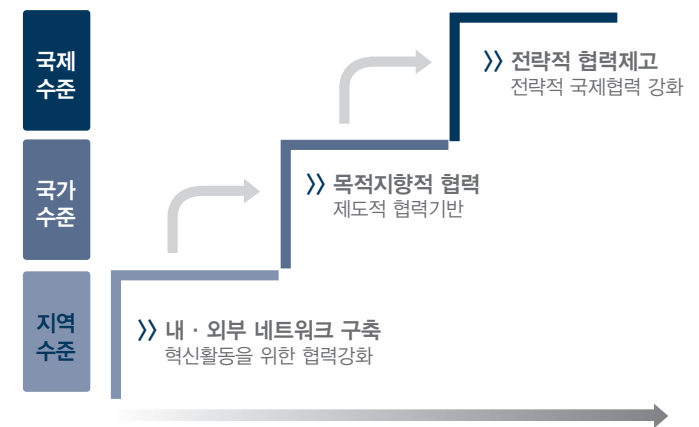 국제
수준
>> 전략적 협력제고
전략적 국제협력 강화
국가
수준
>> 목적지향적 협력
제도적 협력기반
지역
수준
>> 내 · 외부 네트워크 구축
혁신활동을 위한 협력강화